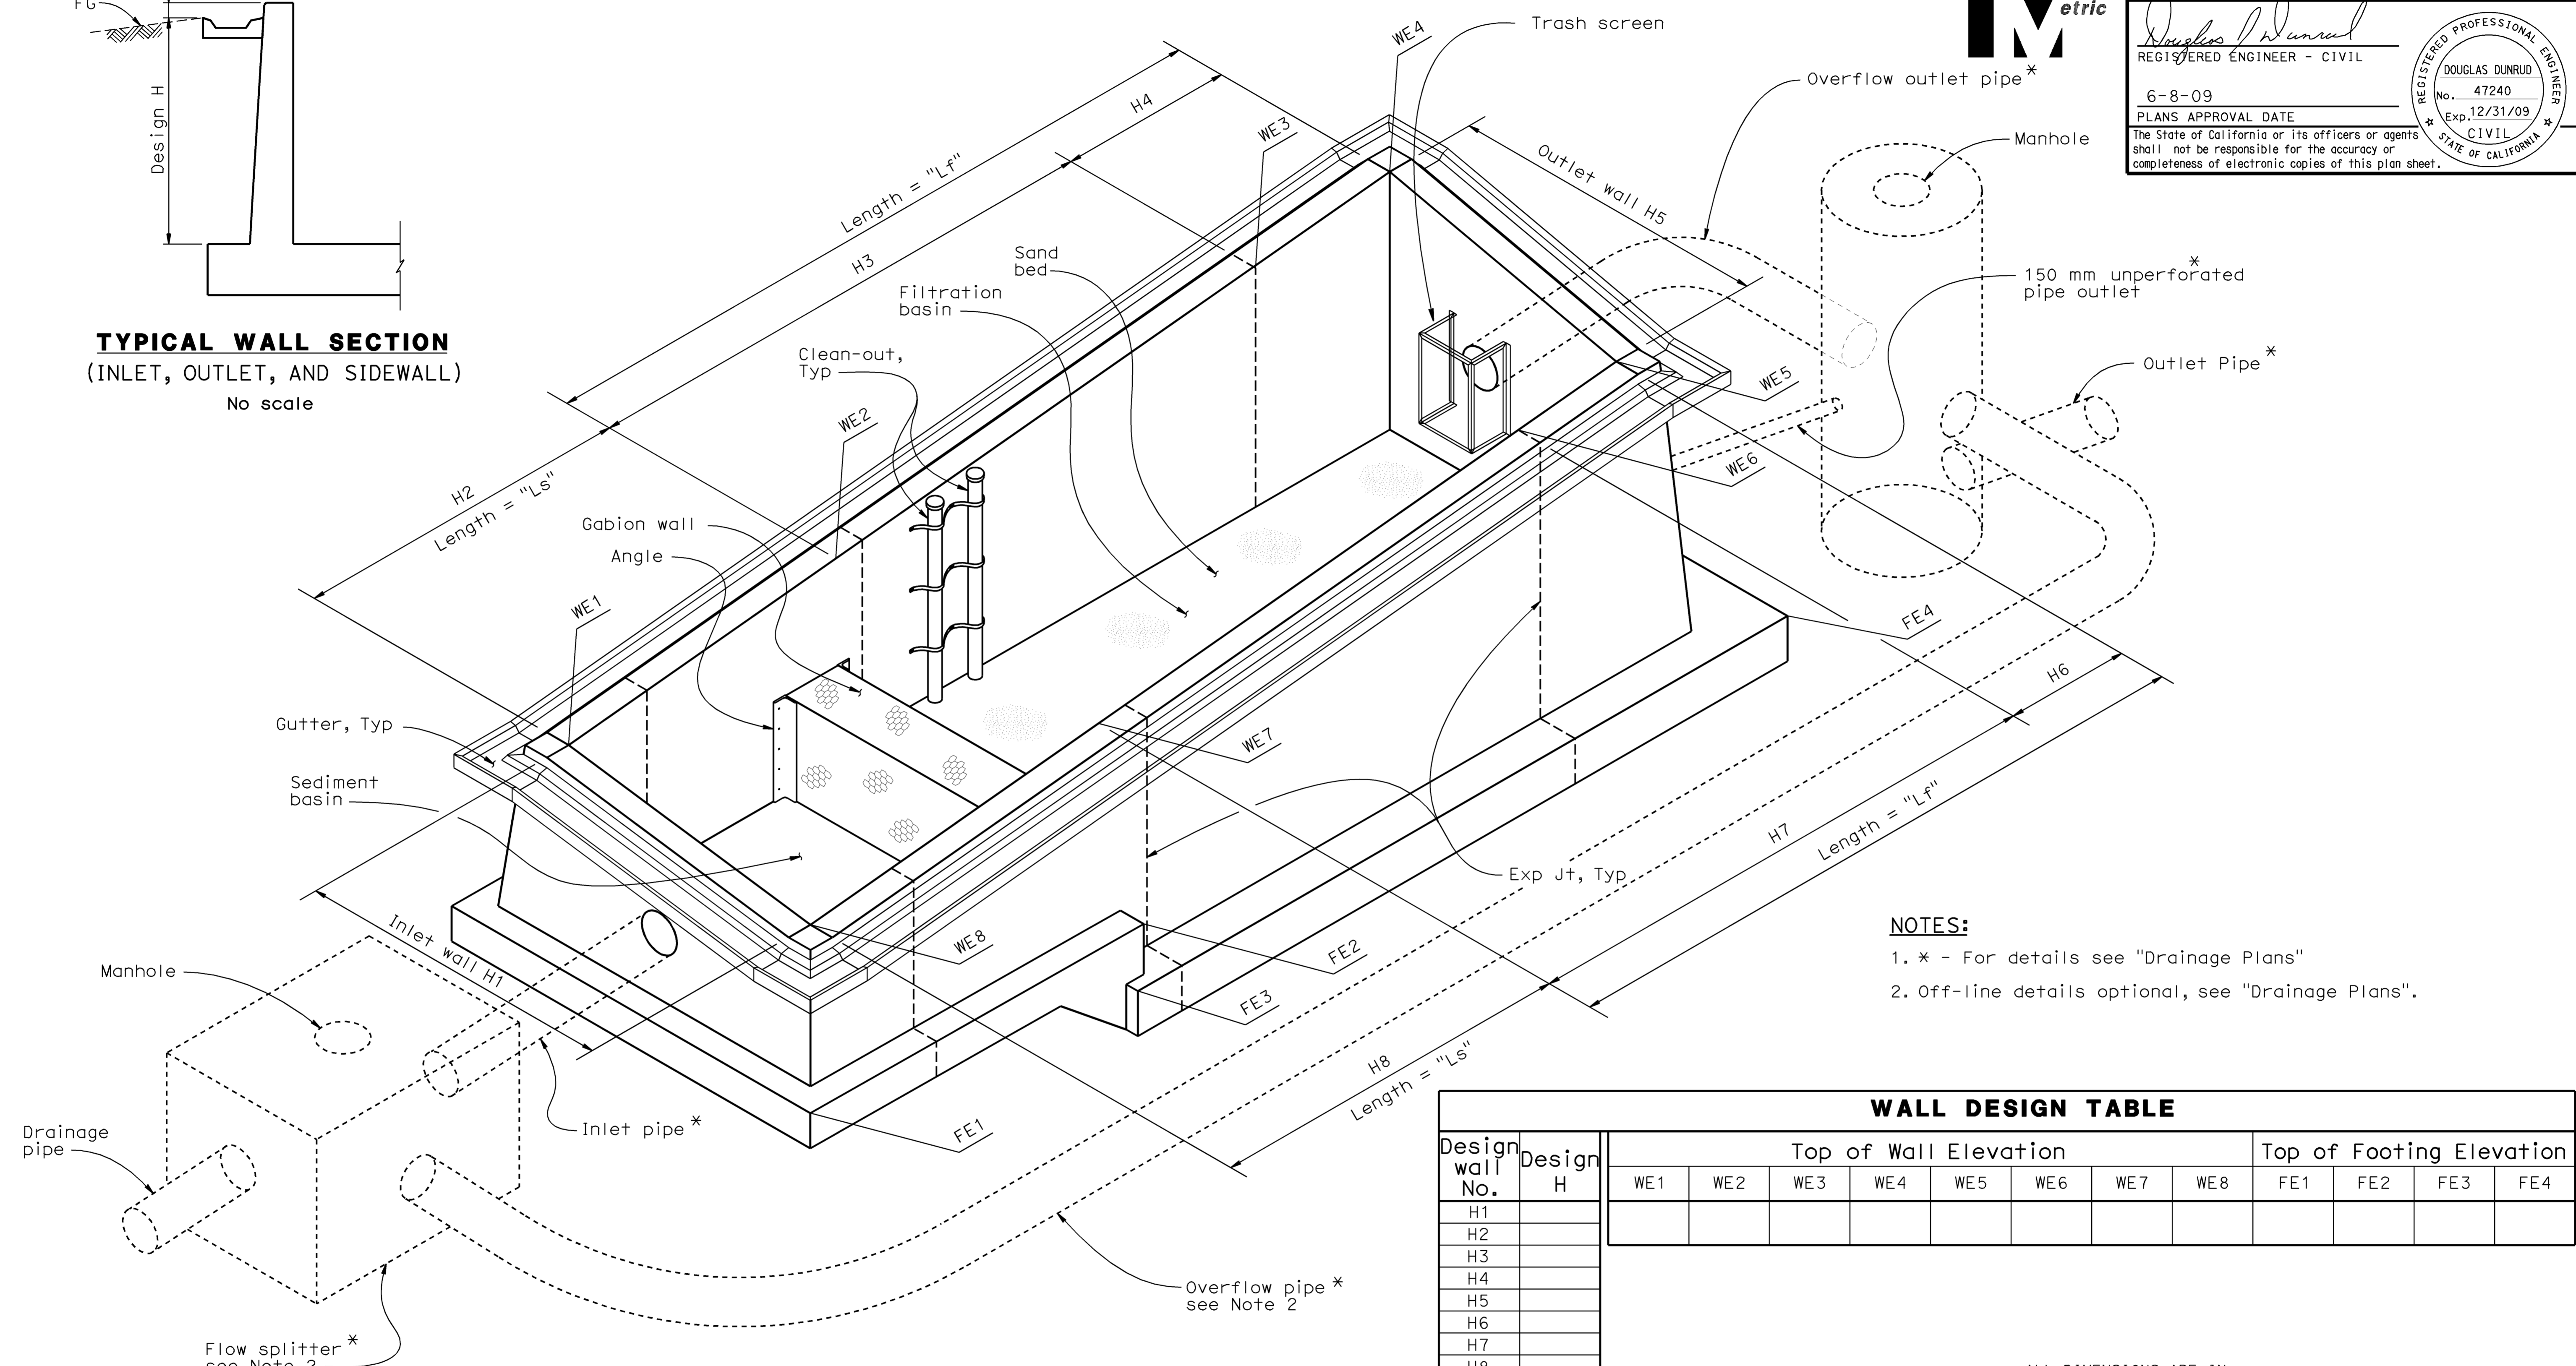 FG
Design H
TYPICAL WALL SECTION
(INLET, OUTLET, AND SIDEWALL)
No scale
etric
REGISTERED ENGINEER - CIVIL
6-8-09
PLANS APPROVAL DATE
The State of California or its officers or agents
shall not be responsible for the accuracy or
completeness of electronic copies of this plan sheet.
REGISTERED PROFESSIONAL ENGINEER
DOUGLAS DUNRUD
No. 47240
Exp. 12/31/09
CIVIL
STATE OF CALIFORNIA
Trash screen
WE4
Overflow outlet pipe*
Manhole
H4
WE3
Length = "Lf"
H3
Outlet wall H5
Sand
bed
Filtration
basin
150 mm unperforated*
pipe outlet
Clean-out,
Typ
Outlet Pipe*
WE5
WE2
WE6
H2
Length = "Ls"
Gabion wall
Angle
WE1
FE4
H6
Gutter, Typ
WE7
Sediment
basin
H7
Length = "Lf"
Exp Jt, Typ
Inlet wall H1
WE8
FE2
FE3
Manhole
H8
Length = "Ls"
Inlet pipe*
FE1
Drainage
pipe
Overflow pipe*
see Note 2
Flow splitter*
see Note 2
NOTES:
1. * - For details see "Drainage Plans"
2. Off-line details optional, see "Drainage Plans".
WALL DESIGN TABLE
Design
wall
No.
Design
H
Top of Wall Elevation
Top of Footing Elevation
WE1 WE2 WE3 WE4 WE5 WE6 WE7 WE8 FE1 FE2 FE3 FE4
H1
H2
H3
H4
H5
H6
H7
H8
ALL DIMENSIONS ARE IN